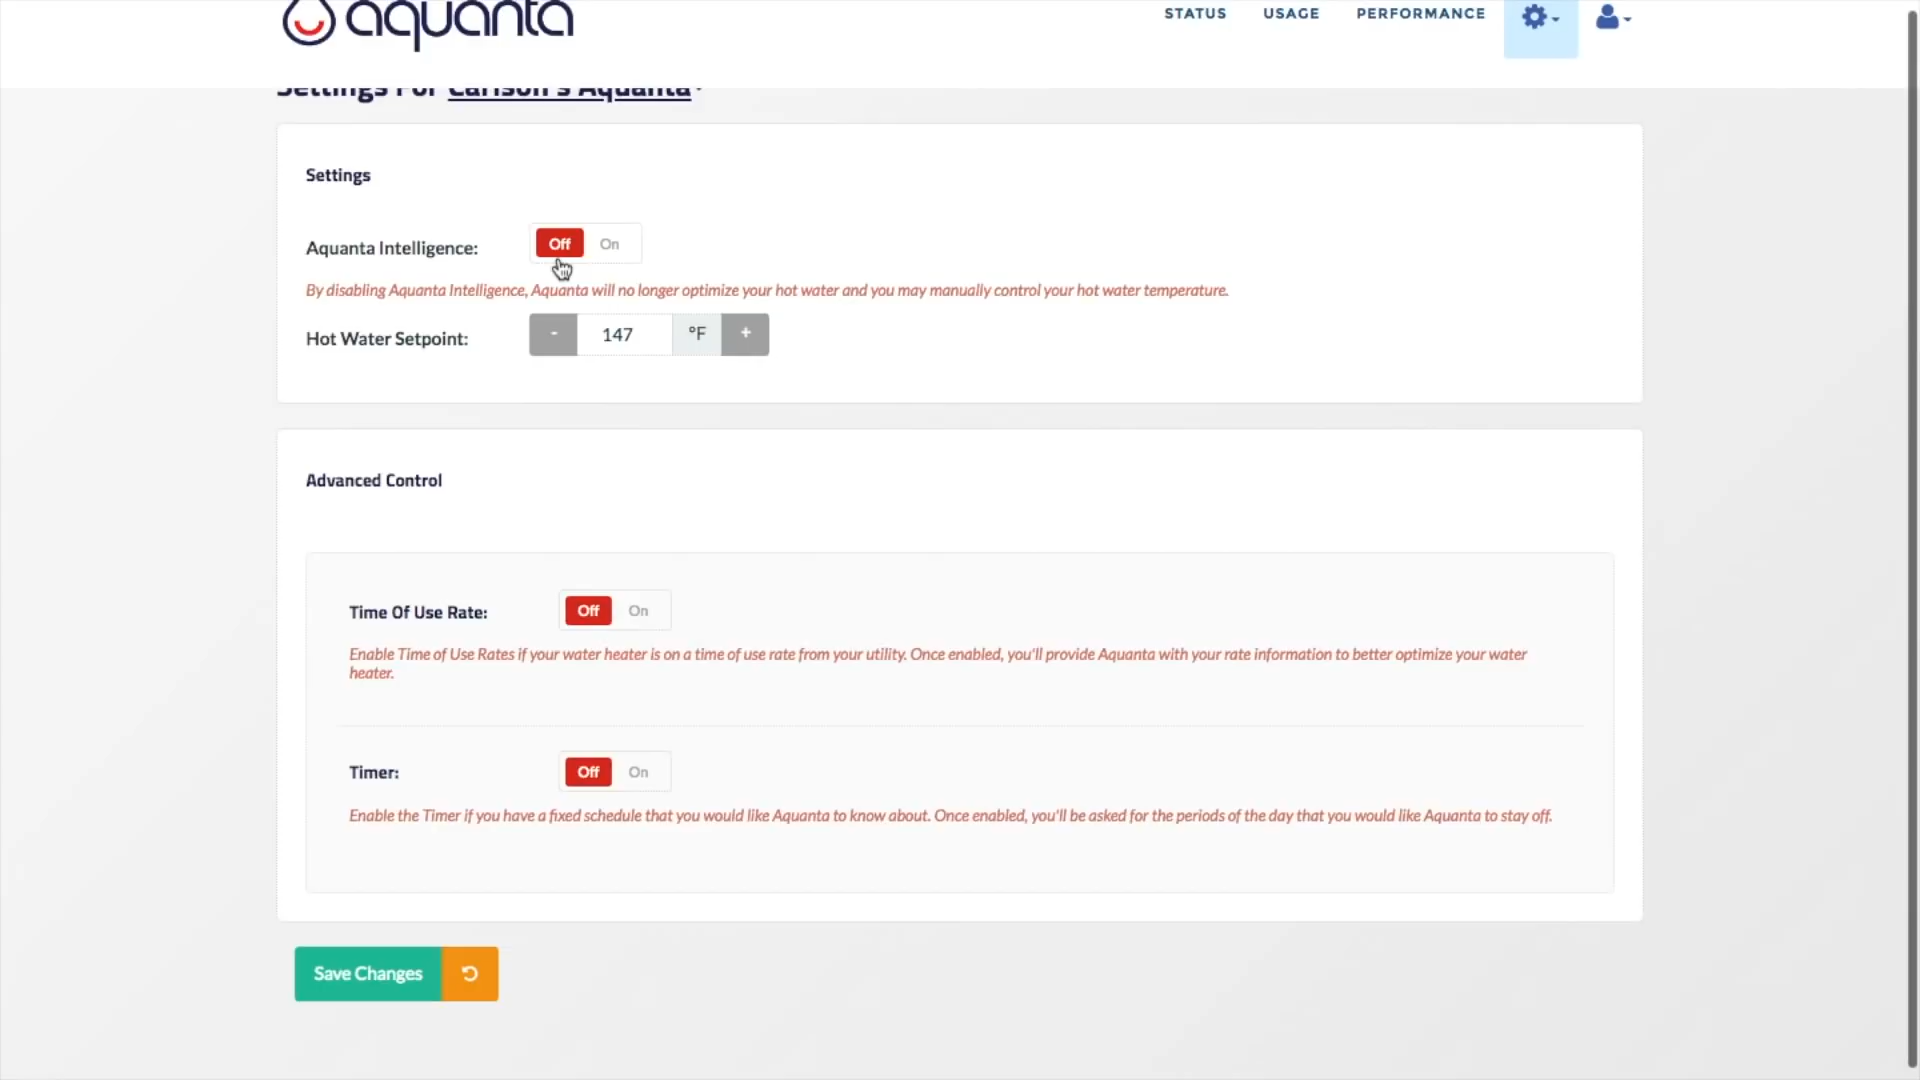 aquanta
STATUS USAGE PERFORMANCE
Settings For Carlson's Aquanta
Settings
Aquanta Intelligence: Off On
By disabling Aquanta Intelligence, Aquanta will no longer optimize your hot water and you may manually control your hot water temperature.
Hot Water Setpoint: - 147 °F +
Advanced Control
Time Of Use Rate: Off On
Enable Time of Use Rates if your water heater is on a time of use rate from your utility. Once enabled, you'll provide Aquanta with your rate information to better optimize your water
heater.
Timer: Off On
Enable the Timer if you have a fixed schedule that you would like Aquanta to know about. Once enabled, you'll be asked for the periods of the day that you would like Aquanta to stay off.
Save Changes